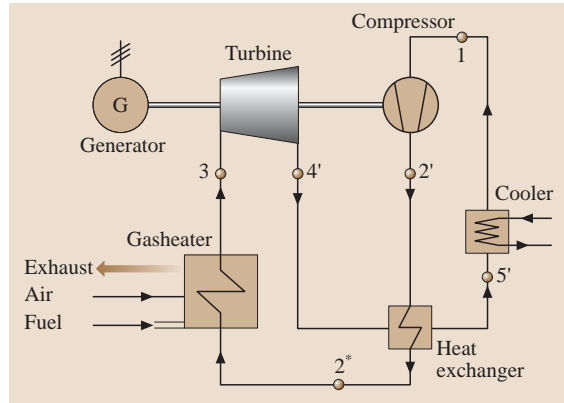 Compressor
1
Turbine
G
Generator
3
4'
2'
Cooler
Gasheater
Exhaust
Air
Fuel
5'
Heat
exchanger
2*